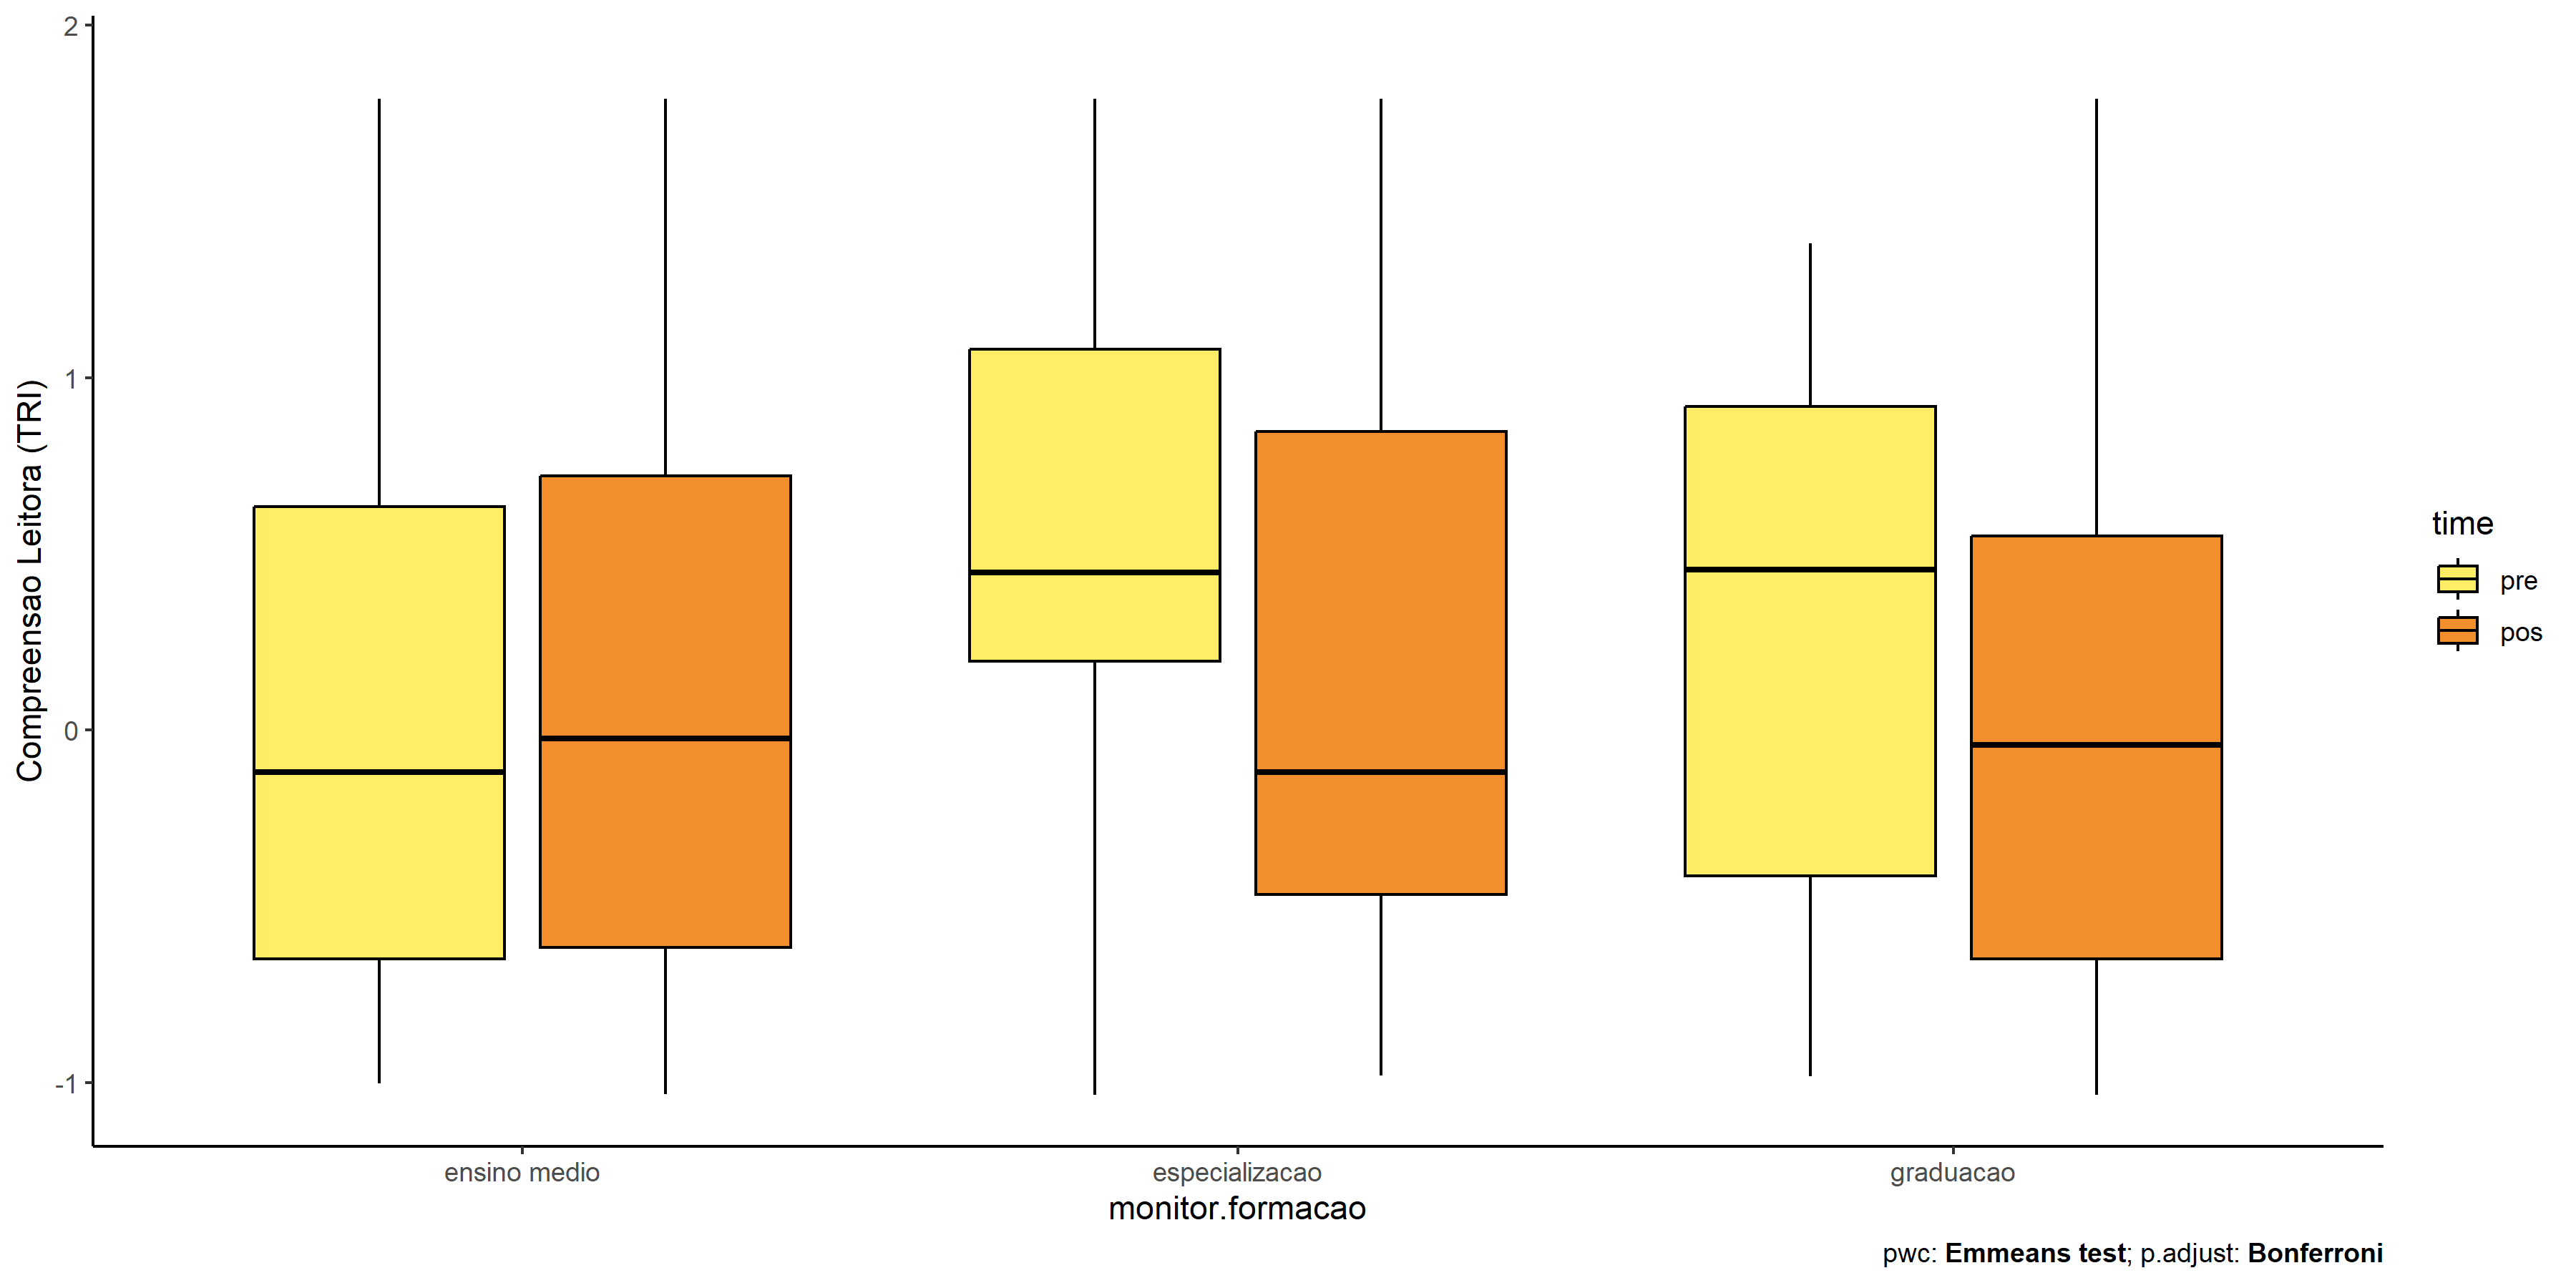 2
1
0
-1
Compreensao Leitora (TRI)
ensino medio
especializacao
graduacao
monitor.formacao
time
pre
pos
pwc: Emmeans test; p.adjust: Bonferroni